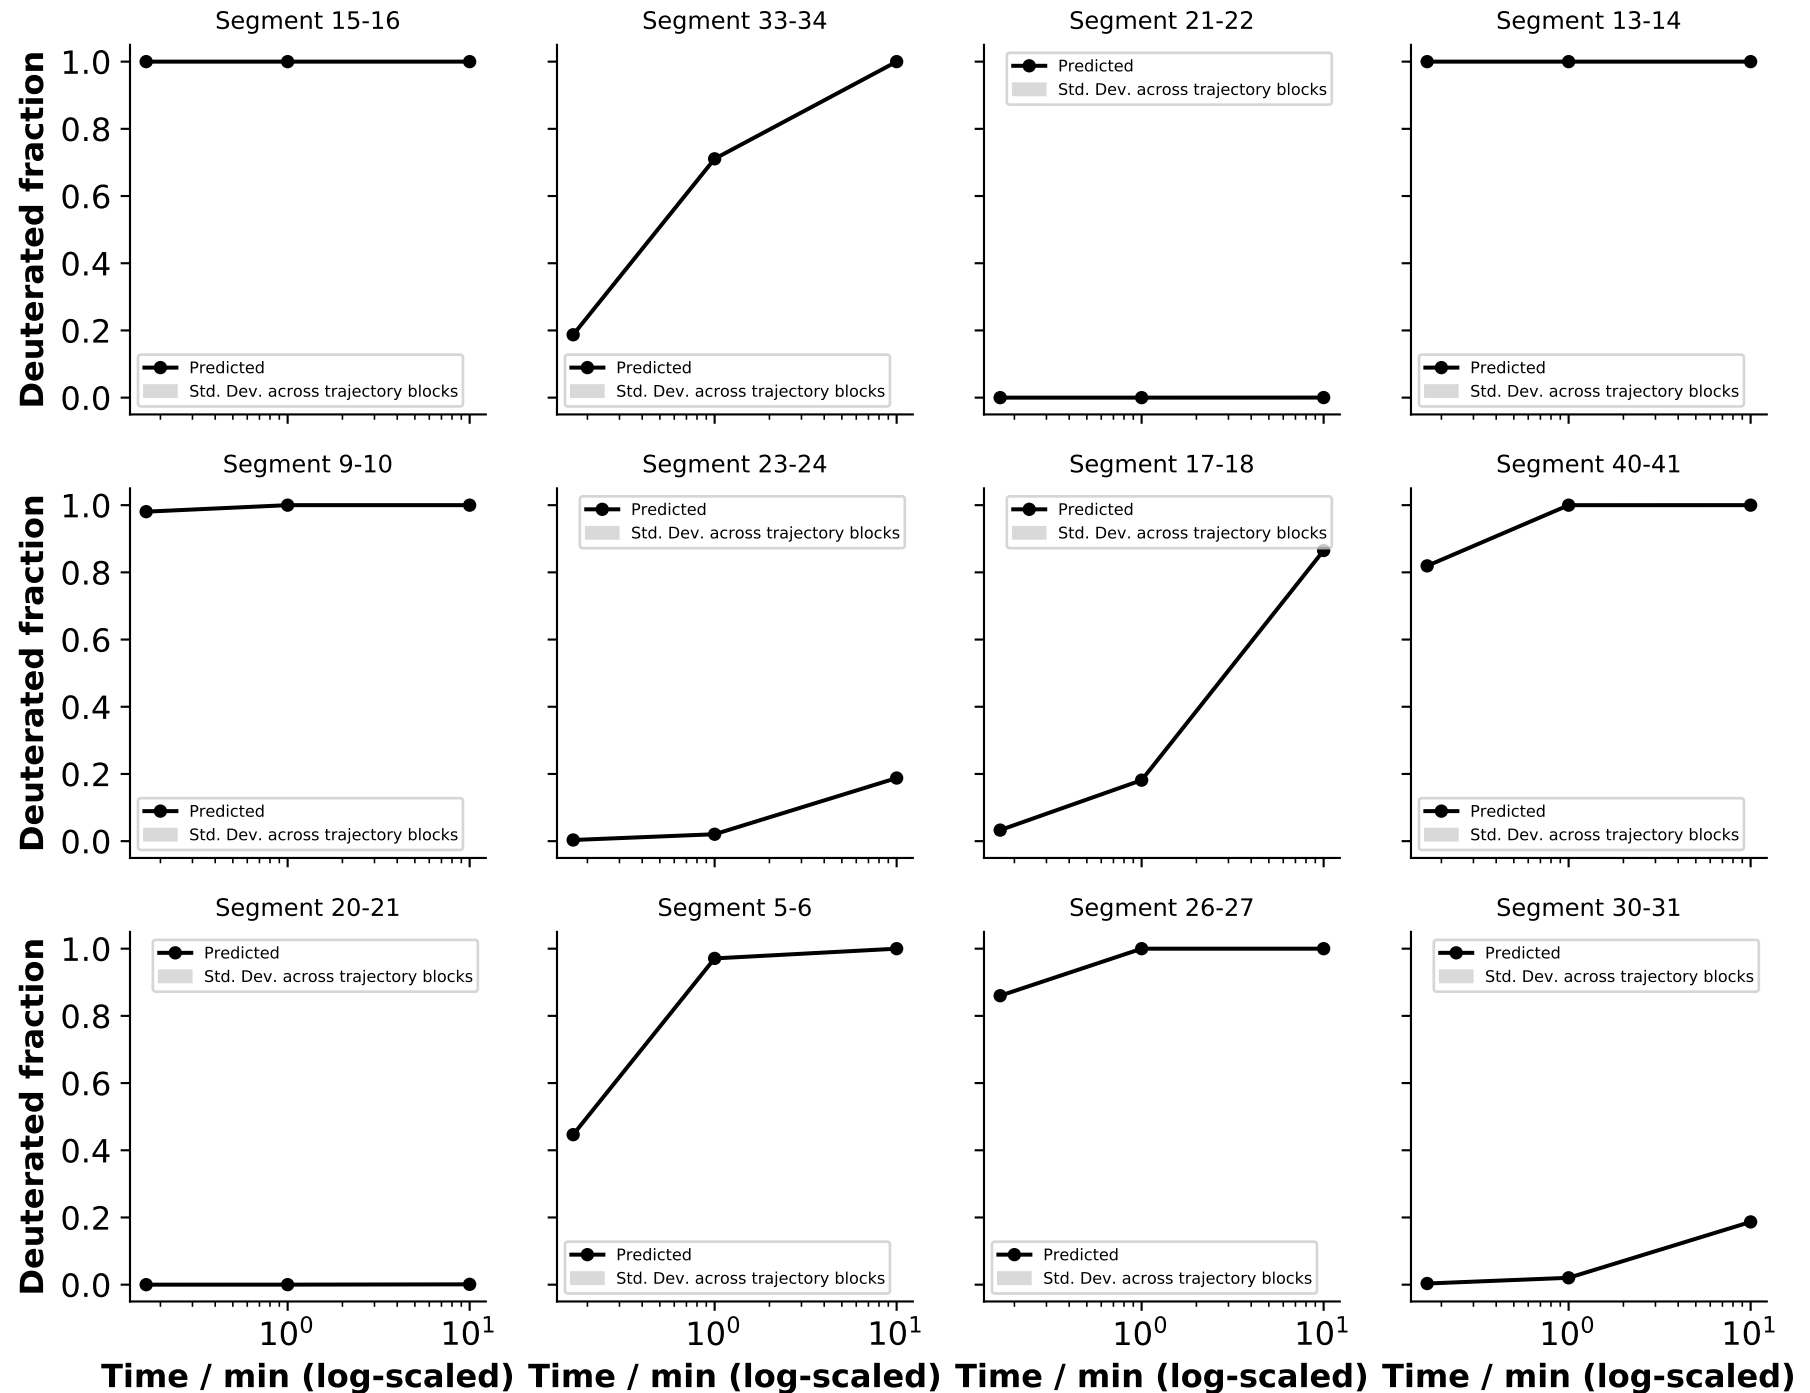 Segment 15-16
Segment 33-34
Segment 21-22
Segment 13-14
Deuterated fraction
1.0
0.8
0.6
0.4
0.2
0.0
Predicted
Std. Dev. across trajectory blocks
Predicted
Std. Dev. across trajectory blocks
Predicted
Std. Dev. across trajectory blocks
Predicted
Std. Dev. across trajectory blocks
Segment 9-10
Segment 23-24
Segment 17-18
Segment 40-41
Deuterated fraction
1.0
0.8
0.6
0.4
0.2
0.0
Predicted
Std. Dev. across trajectory blocks
Predicted
Std. Dev. across trajectory blocks
Predicted
Std. Dev. across trajectory blocks
Predicted
Std. Dev. across trajectory blocks
Segment 20-21
Segment 5-6
Segment 26-27
Segment 30-31
Deuterated fraction
1.0
0.8
0.6
0.4
0.2
0.0
Predicted
Std. Dev. across trajectory blocks
Predicted
Std. Dev. across trajectory blocks
Predicted
Std. Dev. across trajectory blocks
Predicted
Std. Dev. across trajectory blocks
10⁰ 10¹
10⁰ 10¹
10⁰ 10¹
10⁰ 10¹
Time / min (log-scaled)
Time / min (log-scaled)
Time / min (log-scaled)
Time / min (log-scaled)